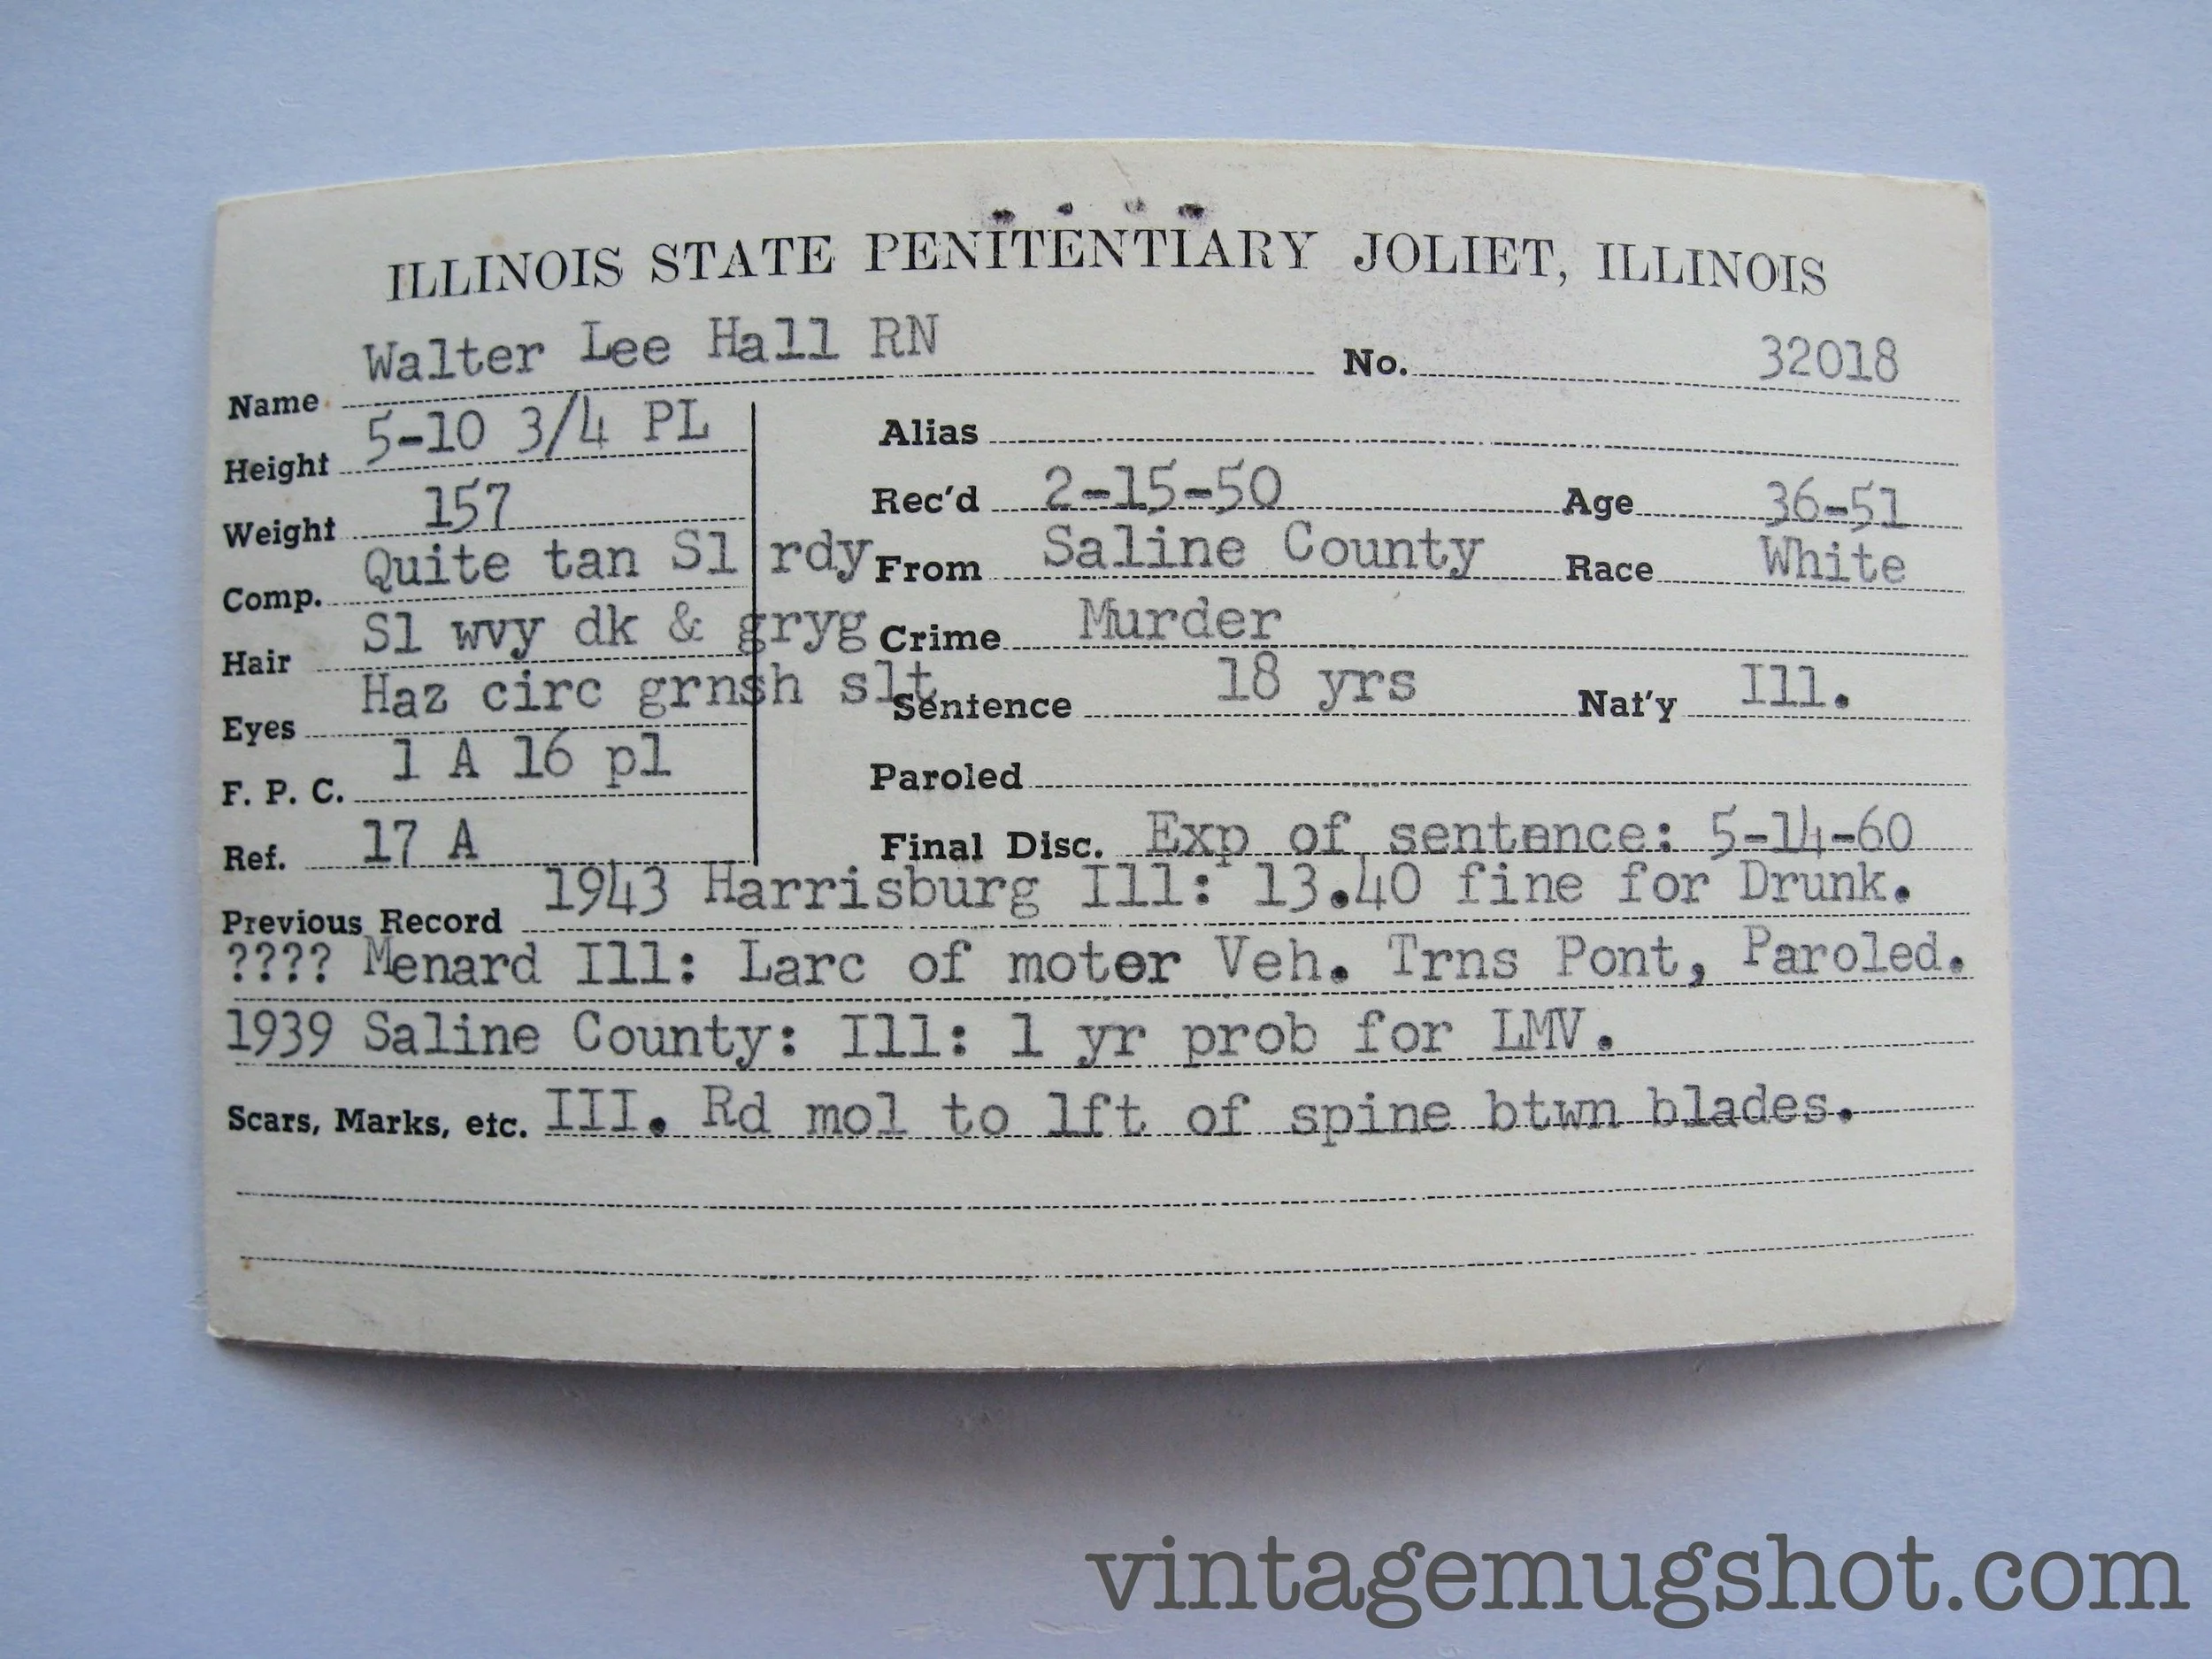 ILLINOIS STATE PENITENTIARY JOLIET, ILLINOIS
Name Walter Lee Hall RN No. 32018
Height 5-10 3/4 PL Alias
Weight 157 Rec'd 2-15-50 Age 36-51
Comp. Quite tan Sl rdy From Saline County Race White
Hair Sl wvy dk & gryg Crime Murder
Eyes Haz circ grnsh slt Sentence 18 yrs Nat'y Ill.
F. P. C. 1 A 16 pl Paroled
Ref. 17 A Final Disc. Exp of sentence: 5-14-60
Previous Record 1943 Harrisburg Ill: 13.40 fine for Drunk.
???? Menard Ill: Larc of moter Veh. Trns Pont, Paroled.
1939 Saline County: Ill: 1 yr prob for LMV.
Scars, Marks, etc. III. Rd mol to lft of spine btwn blades.
vintagemugshot.com